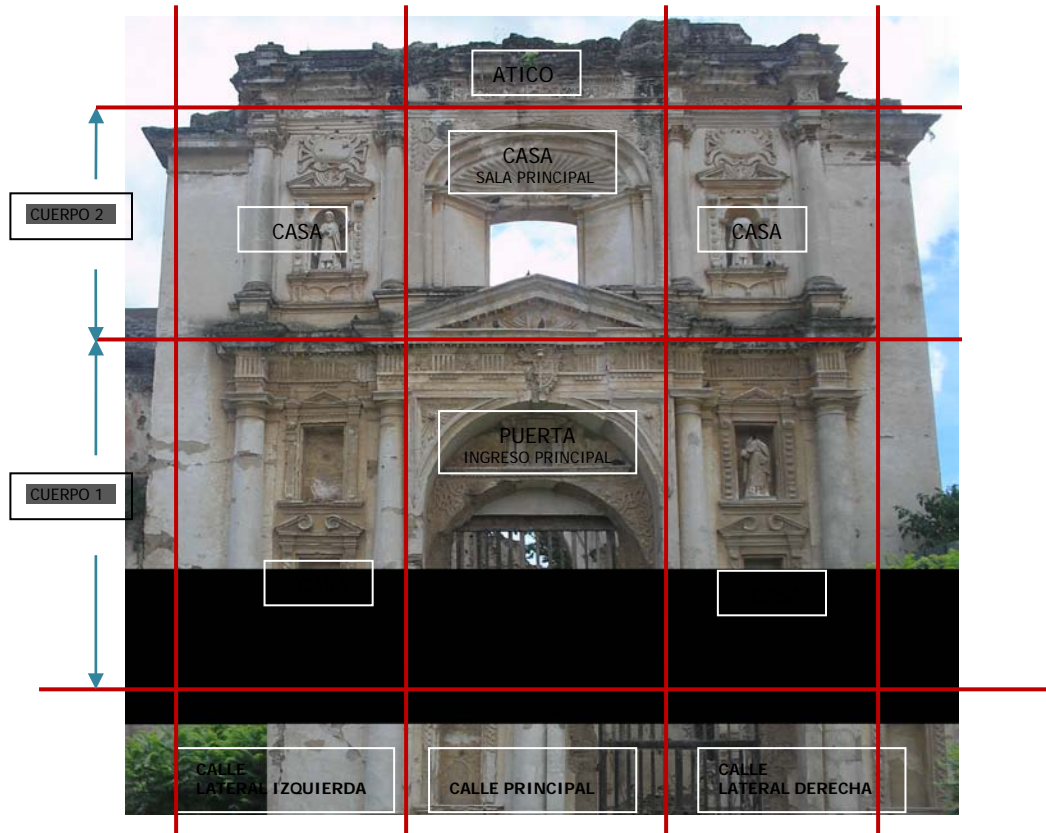 ATICO
CASA
SALA PRINCIPAL
CUERPO 2
CASA
CASA
PUERTA
INGRESO PRINCIPAL
CUERPO 1
CALLE
LATERAL IZQUIERDA
CALLE PRINCIPAL
CALLE
LATERAL DERECHA